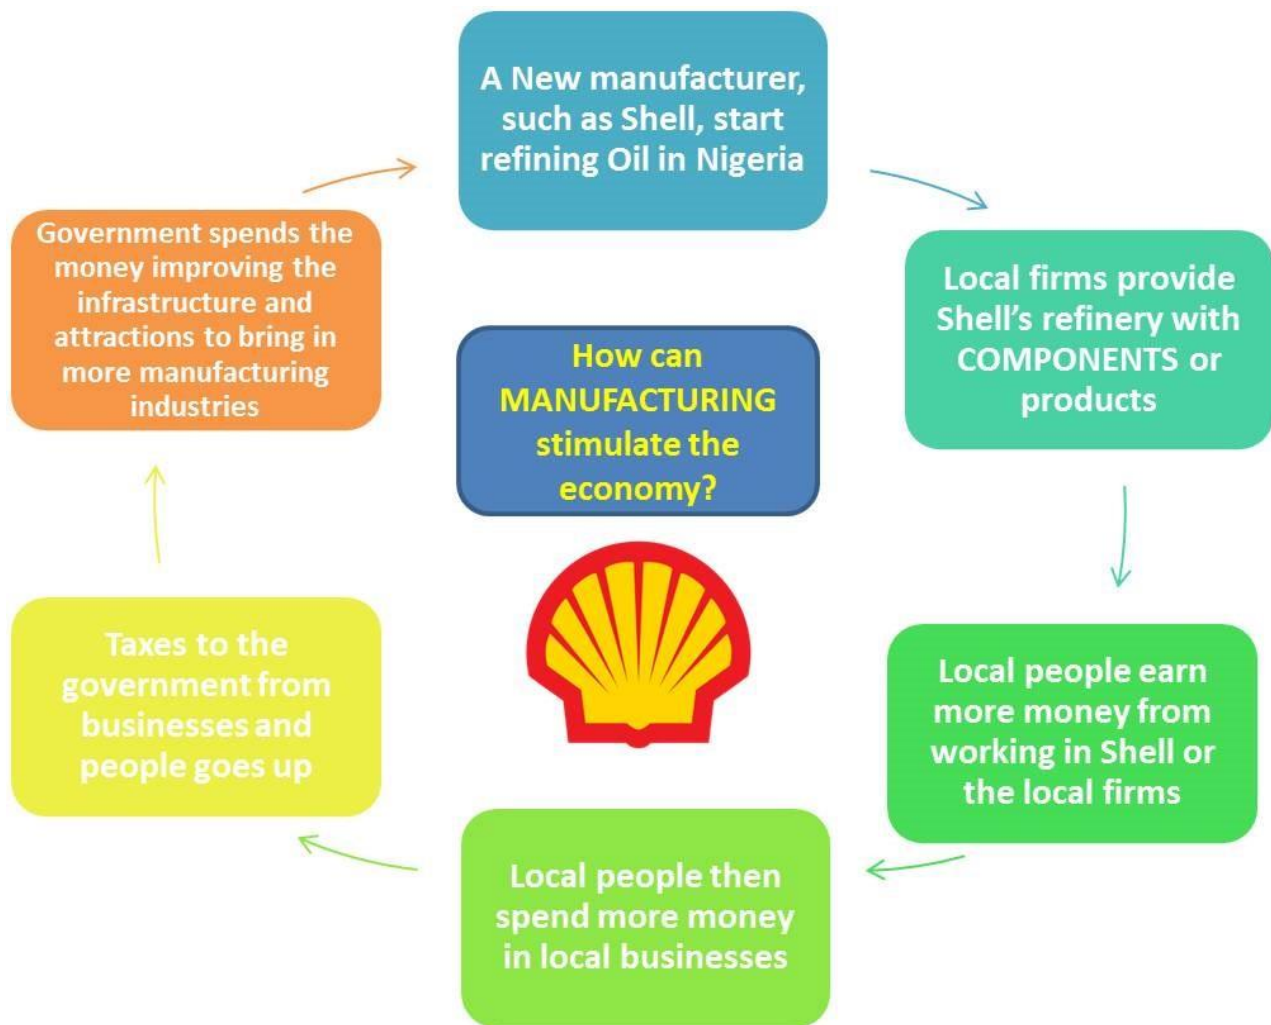 A New manufacturer,
such as Shell, start
refining Oil in Nigeria
Local firms provide
Shell's refinery with
COMPONENTS or
products
Local people earn
more money from
working in Shell or
the local firms
Local people then
spend more money
in local businesses
Taxes to the
government from
businesses and
people goes up
Government spends the
money improving the
infrastructure and
attractions to bring in
more manufacturing
industries
How can
MANUFACTURING
stimulate the
economy?